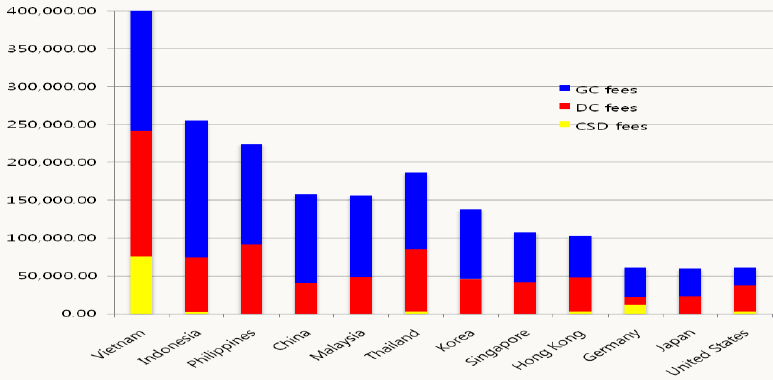 400,000.00
350,000.00
300,000.00
250,000.00
200,000.00
150,000.00
100,000.00
50,000.00
0.00
GC fees
DC fees
CSD fees
Vietnam
Indonesia
Philippines
China
Malaysia
Thailand
Korea
Singapore
Hong Kong
Germany
Japan
United States